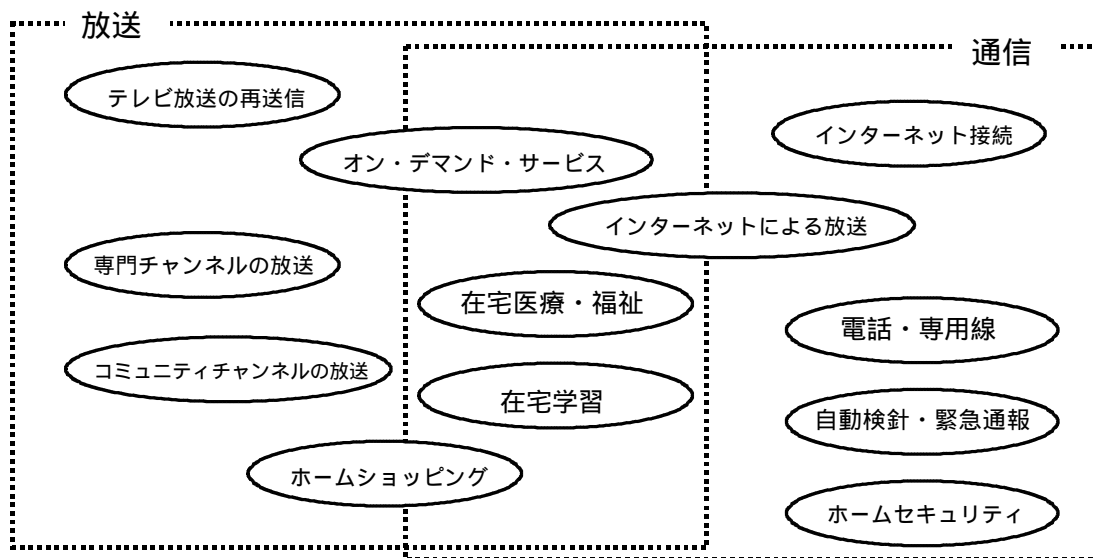 放送
通信
テレビ放送の再送信
インターネット接続
オン・デマンド・サービス
インターネットによる放送
専門チャンネルの放送
在宅医療・福祉
電話・専用線
コミュニティチャンネルの放送
在宅学習
自動検針・緊急通報
ホームショッピング
ホームセキュリティ